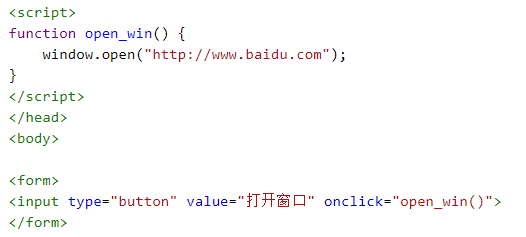 <script>
function open_win() {
    window.open("http://www.baidu.com");
}
</script>
</head>
<body>

<form>
<input type="button" value="打开窗口" onclick="open_win()">
</form>